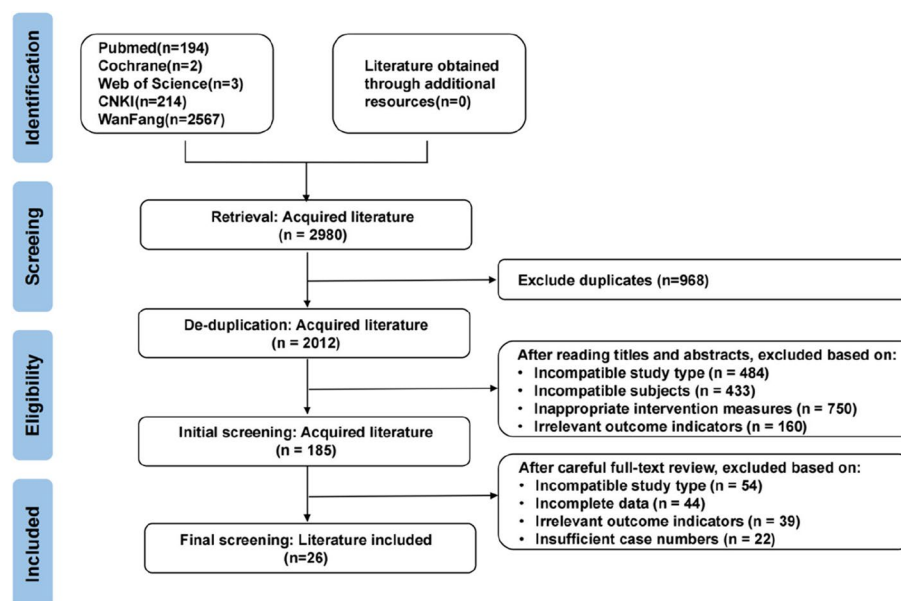 Identification
Pubmed(n=194)
Cochrane(n=2)
Web of Science(n=3)
CNKI(n=214)
WanFang(n=2567)
Literature obtained
through additional
resources(n=0)
Screeing
Retrieval: Acquired literature
(n = 2980)
Exclude duplicates (n=968)
De-duplication: Acquired literature
(n = 2012)
Eligibility
After reading titles and abstracts, excluded based on:
• Incompatible study type (n = 484)
• Incompatible subjects (n = 433)
• Inappropriate intervention measures (n = 750)
• Irrelevant outcome indicators (n = 160)
Initial screening: Acquired literature
(n = 185)
After careful full-text review, excluded based on:
• Incompatible study type (n = 54)
• Incomplete data (n = 44)
• Irrelevant outcome indicators (n = 39)
• Insufficient case numbers (n = 22)
Included
Final screening: Literature included
(n=26)